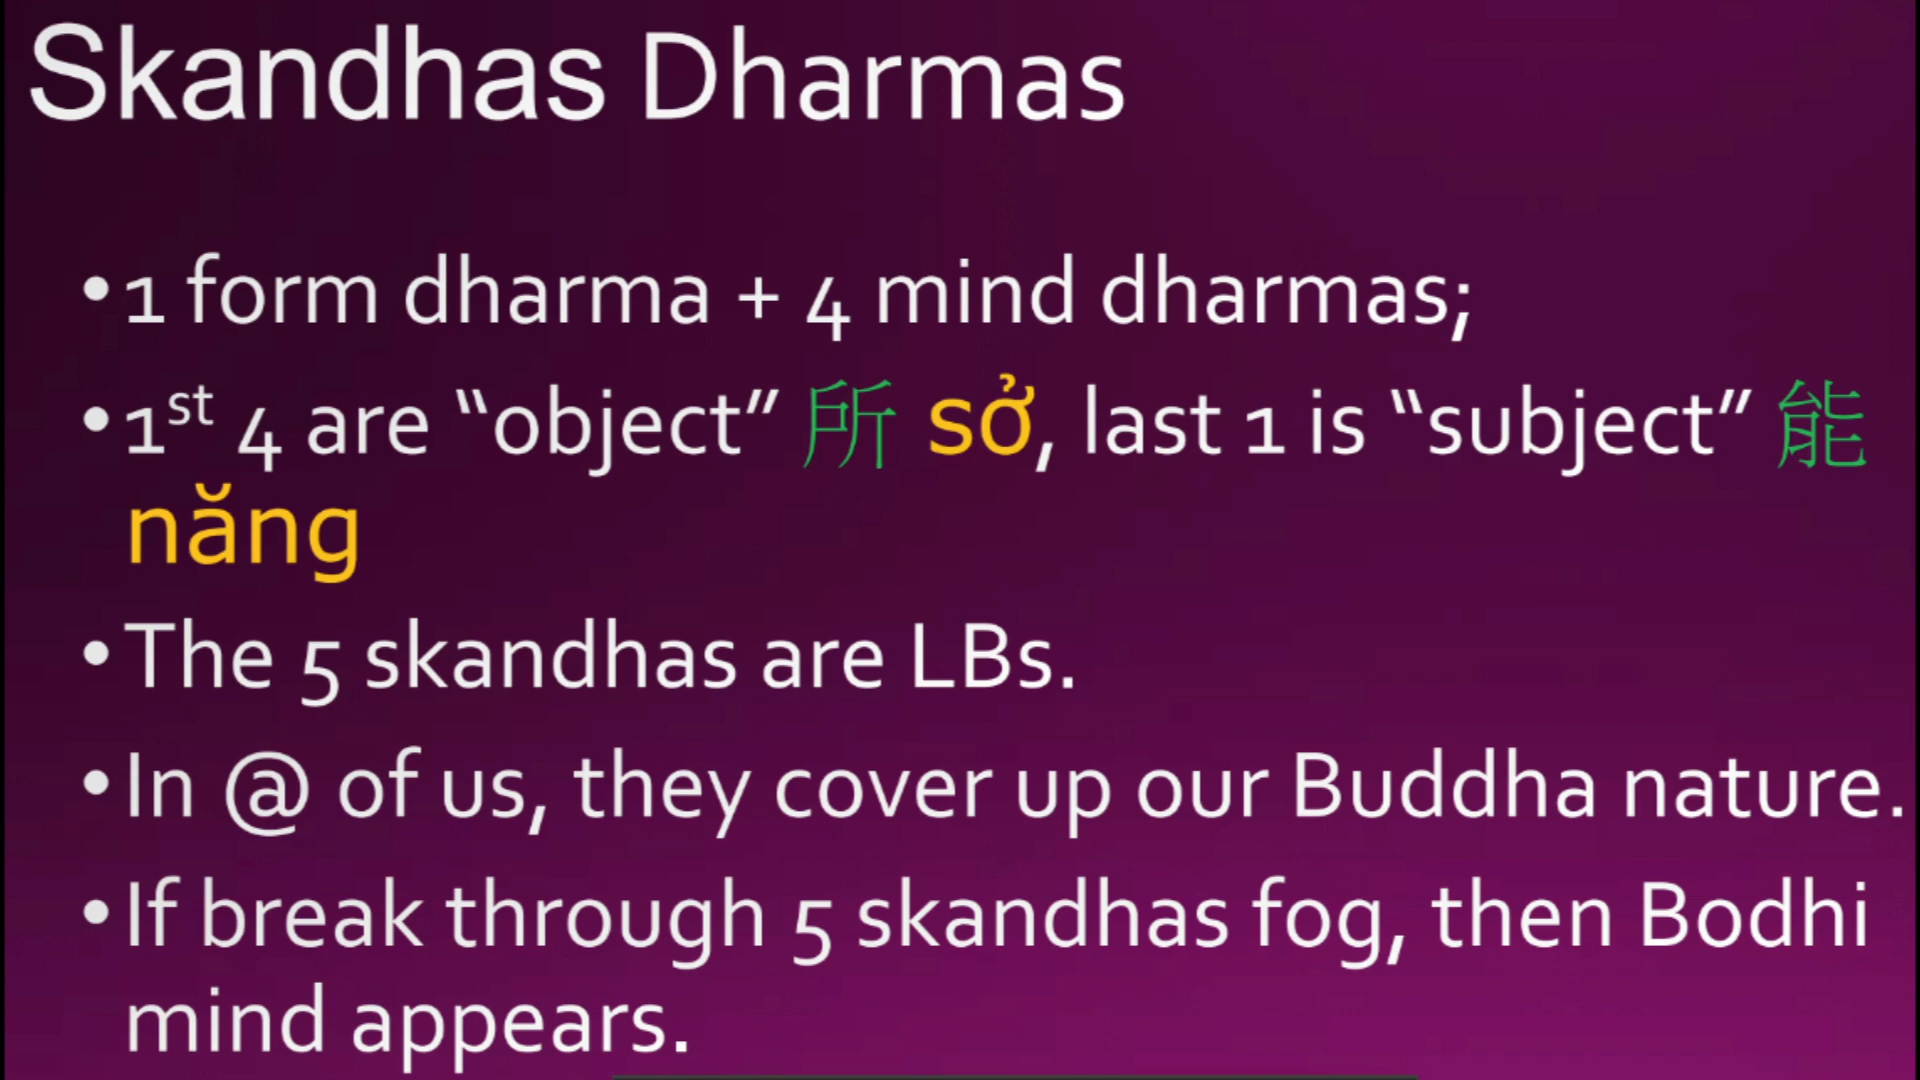 Skandhas Dharmas
•1 form dharma + 4 mind dharmas;
•1st 4 are “object” 所 sở, last 1 is “subject” 能
năng
•The 5 skandhas are LBs.
•In @ of us, they cover up our Buddha nature.
•If break through 5 skandhas fog, then Bodhi
mind appears.